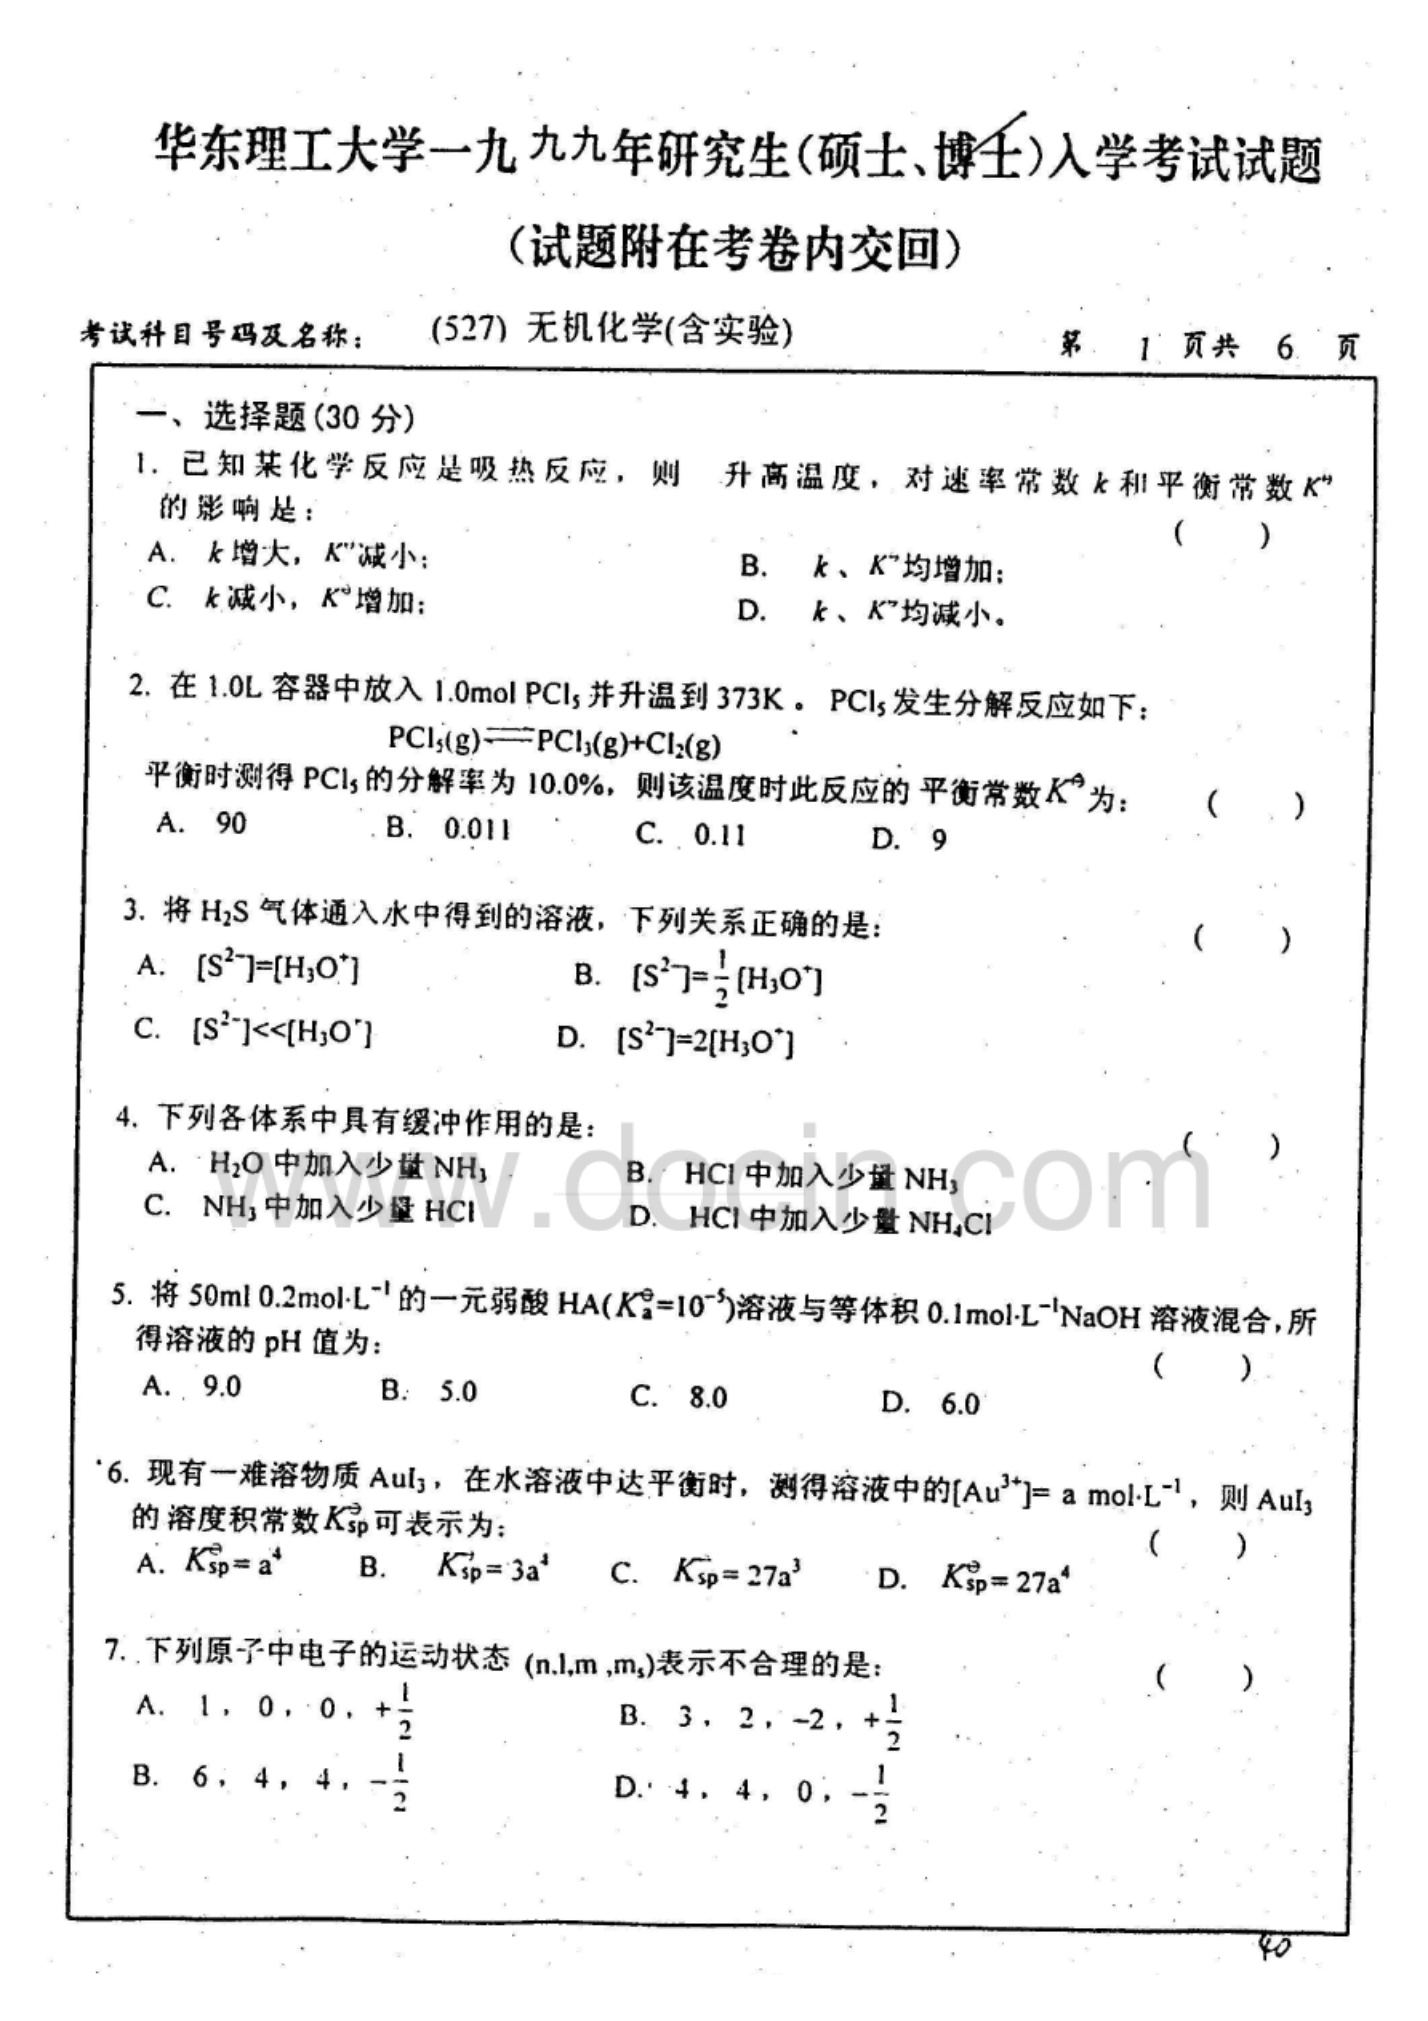 华东理工大学一九九九年研究生(硕士、博士)入学考试试题
(试题附在考卷内交回)
考试科目号码及名称: (527) 无机化学(含实验) 第 1 页共 6 页
一、选择题(30 分)
1. 已知某化学反应是吸热反应，则 升高温度，对速率常数 k 和平衡常数 K^θ
的影响是: ( )
A. k 增大，K^θ减小; B. k、K^θ均增加;
C. k 减小，K^θ增加; D. k、K^θ均减小。
2. 在 1.0L 容器中放入 1.0mol PCl₅ 并升温到 373K。 PCl₅ 发生分解反应如下:
PCl₅(g)⇌PCl₃(g)+Cl₂(g)
平衡时测得 PCl₅ 的分解率为 10.0%，则该温度时此反应的 平衡常数 K^θ 为: ( )
A. 90 B. 0.011 C. 0.11 D. 9
3. 将 H₂S 气体通入水中得到的溶液，下列关系正确的是: ( )
A. [S²⁻]=[H₃O⁺] B. [S²⁻]=1/2[H₃O⁺]
C. [S²⁻]<<[H₃O⁺] D. [S²⁻]=2[H₃O⁺]
4. 下列各体系中具有缓冲作用的是: ( )
A. H₂O 中加入少量 NH₃ B. HCl 中加入少量 NH₃
C. NH₃ 中加入少量 HCl D. HCl 中加入少量 NH₄Cl
www.docin.com
5. 将 50ml 0.2mol·L⁻¹ 的一元弱酸 HA(Kₐ^θ=10⁻⁵)溶液与等体积 0.1mol·L⁻¹NaOH 溶液混合,所
得溶液的 pH 值为: ( )
A. 9.0 B. 5.0 C. 8.0 D. 6.0
6. 现有一难溶物质 AuI₃，在水溶液中达平衡时，测得溶液中的[Au³⁺]= a mol·L⁻¹，则 AuI₃
的 溶度积常数 K^θsp 可表示为: ( )
A. K^θsp = a⁴ B. K^θsp = 3a⁴ C. K^θsp = 27a³ D. K^θsp = 27a⁴
7. 下列原子中电子的运动状态 (n,l,m ,mₛ)表示不合理的是: ( )
A. 1，0，0，+1/2 B. 3，2，-2，+1/2
B. 6，4，4，-1/2 D. 4，4，0，-1/2
40